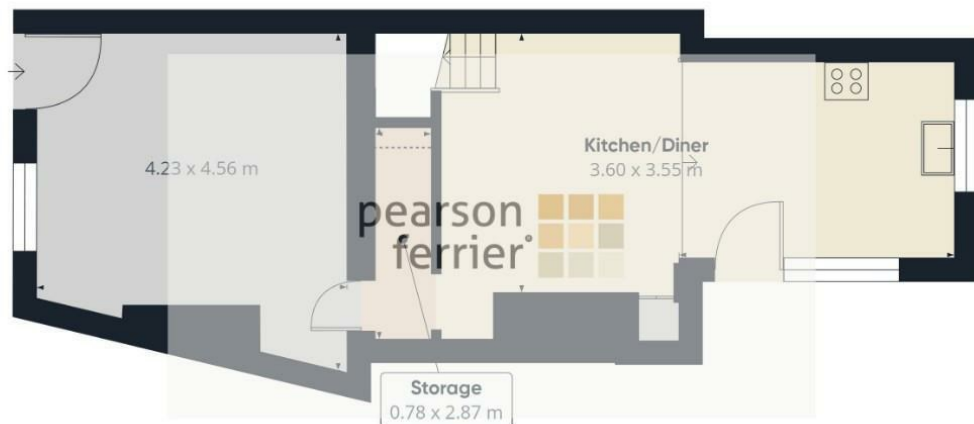 4.23 x 4.56 m
Kitchen/Diner
3.60 x 3.55 m
pearson
ferrier
Storage
0.78 x 2.87 m